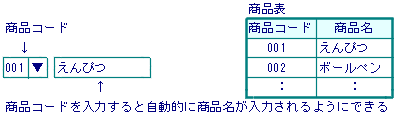 商品表
商品コード
商品コード 商品名
↓
001 えんぴつ
001 ▼ えんぴつ
002 ボールペン
： ：
↑
商品コードを入力すると自動的に商品名が入力されるようにできる